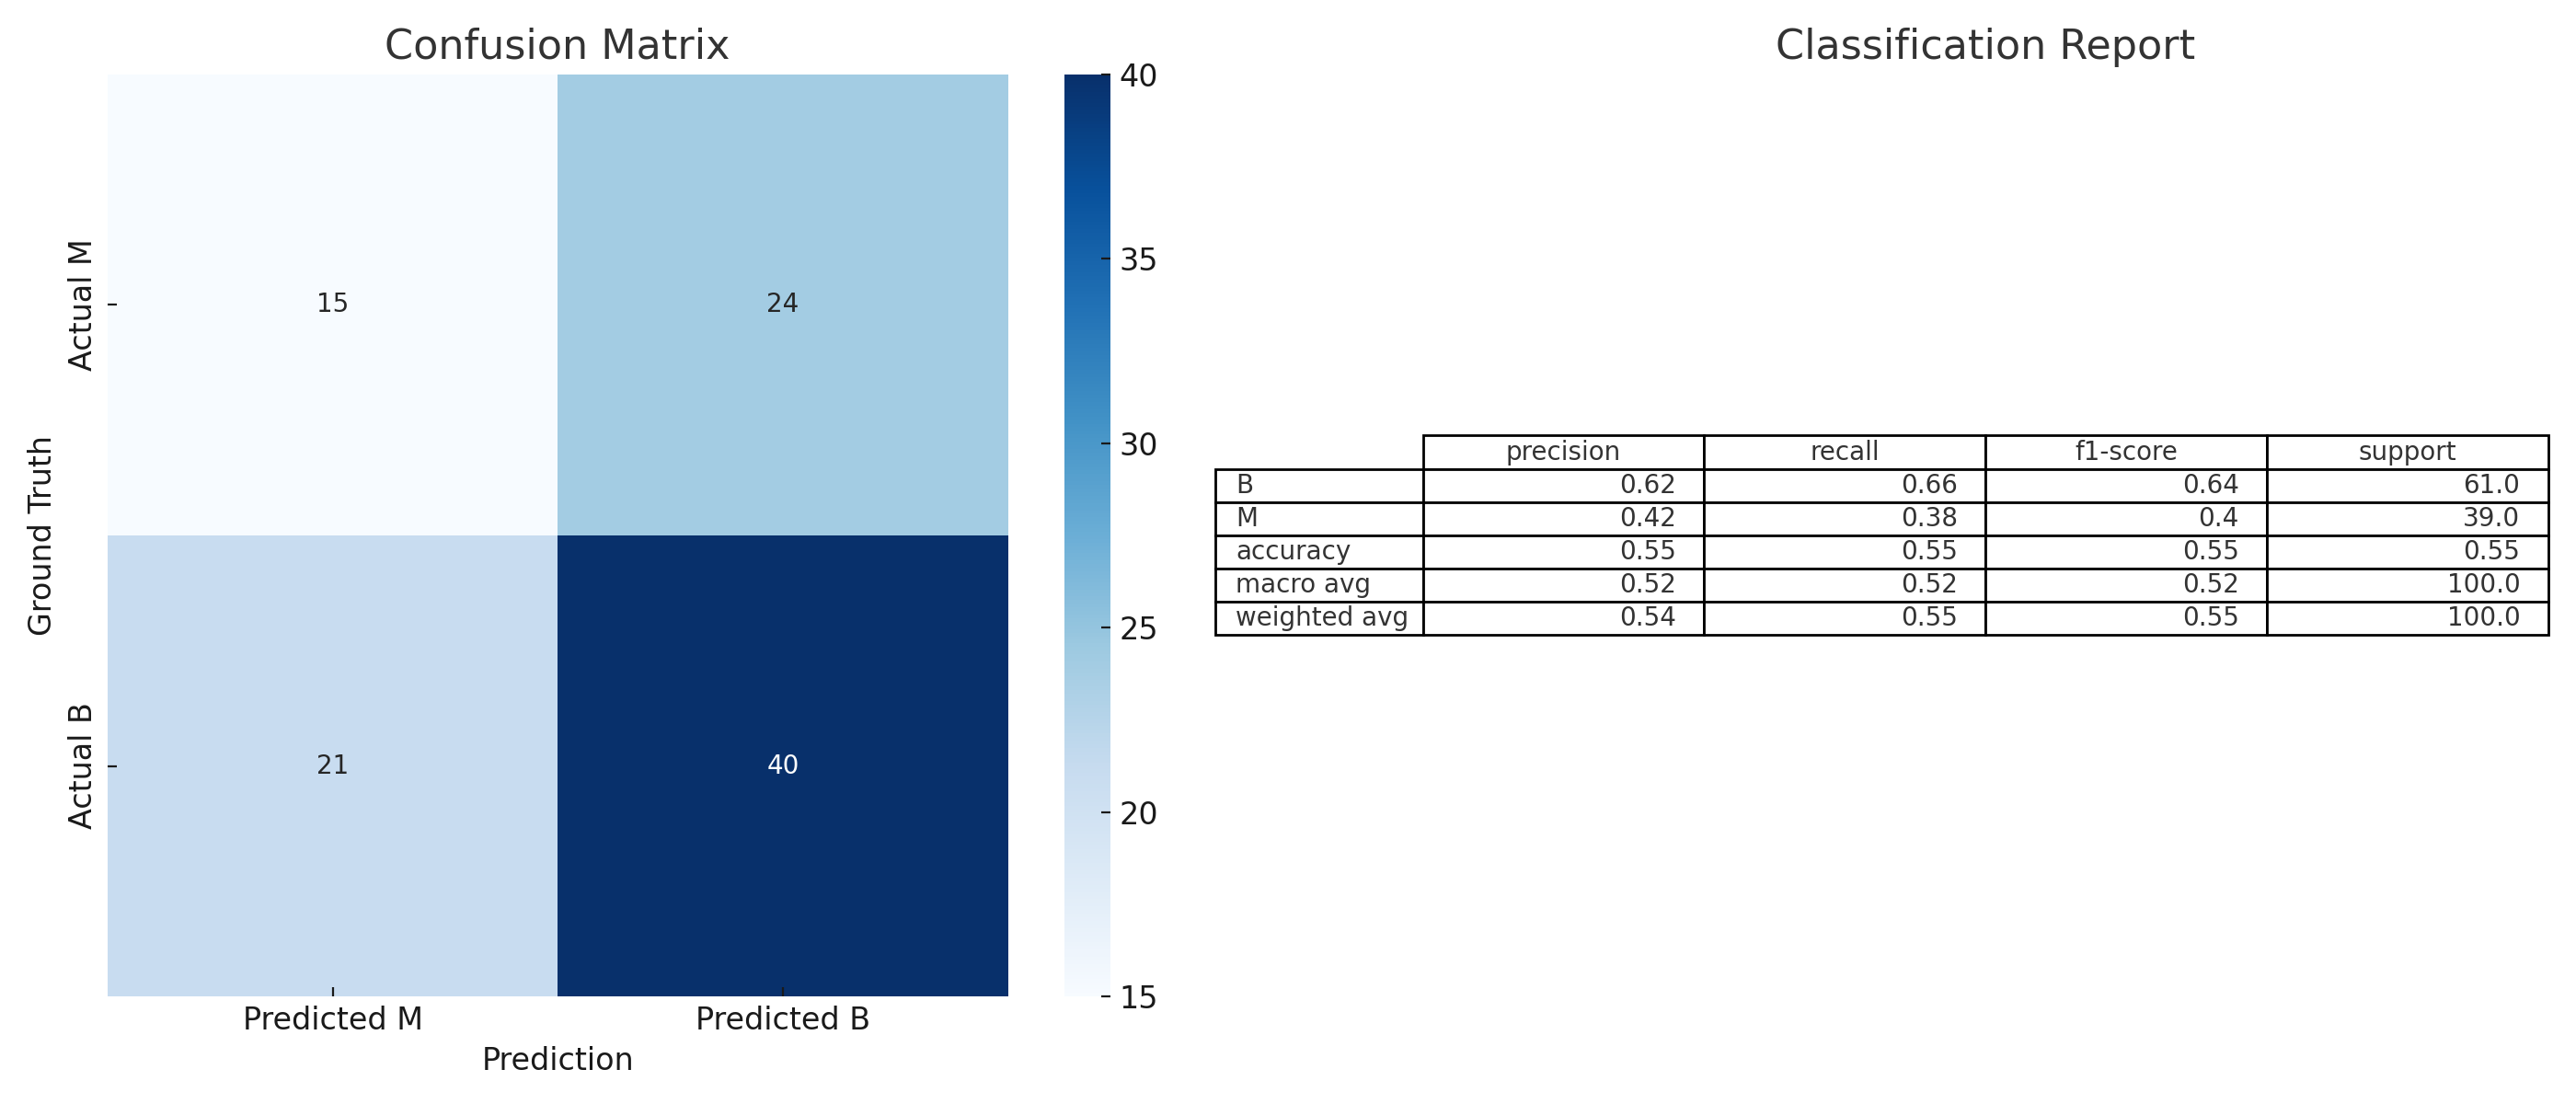 Confusion Matrix
Ground Truth
Actual M
Actual B
15 24
21 40
Predicted M Predicted B
Prediction
40
35
30
25
20
15
Classification Report
precision recall f1-score support
B 0.62 0.66 0.64 61.0
M 0.42 0.38 0.4 39.0
accuracy 0.55 0.55 0.55 0.55
macro avg 0.52 0.52 0.52 100.0
weighted avg 0.54 0.55 0.55 100.0